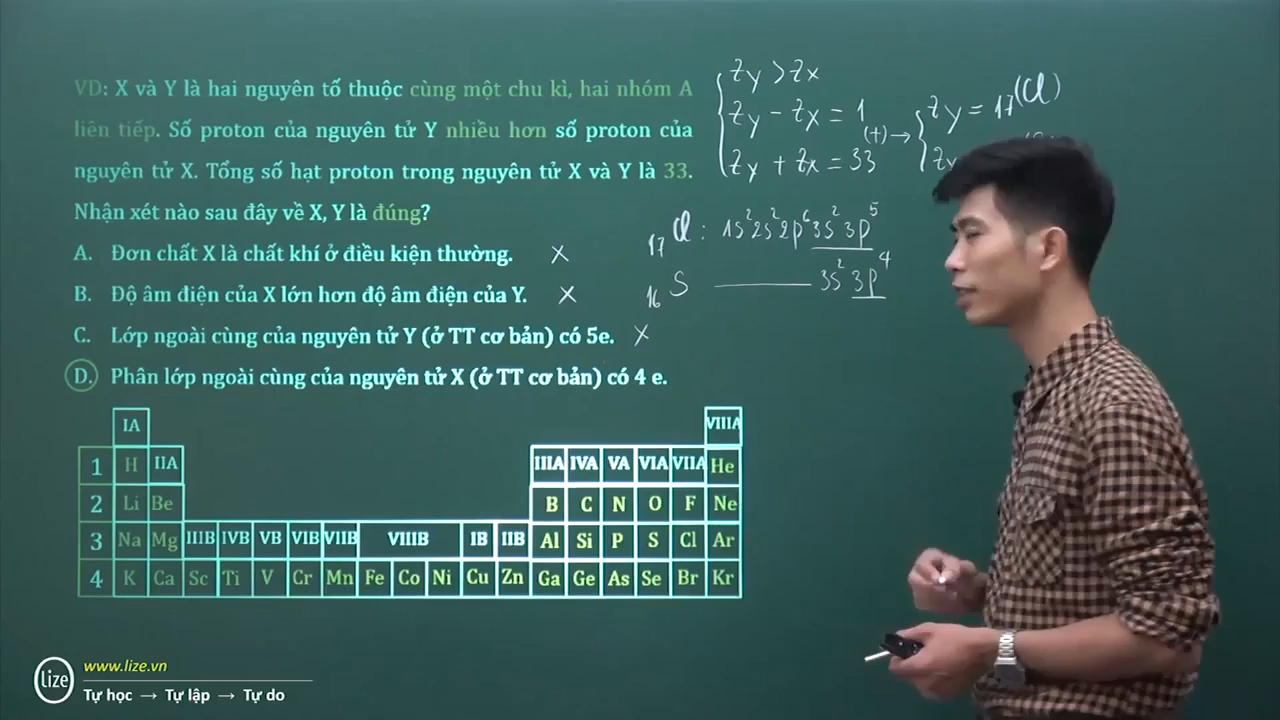 VD: X và Y là hai nguyên tố thuộc cùng một chu kì, hai nhóm A
liên tiếp. Số proton của nguyên tử Y nhiều hơn số proton của
nguyên tử X. Tổng số hạt proton trong nguyên tử X và Y là 33.
Nhận xét nào sau đây về X, Y là đúng?
A. Đơn chất X là chất khí ở điều kiện thường. X
B. Độ âm điện của X lớn hơn độ âm điện của Y. X
C. Lớp ngoài cùng của nguyên tử Y (ở TT cơ bản) có 5e. X
D. Phân lớp ngoài cùng của nguyên tử X (ở TT cơ bản) có 4 e.
Zy > Zx
Zy - Zx = 1
Zy + Zx = 33
(+) →
Zy = 17 (Cl)
₁₇Cl : 1s²2s²2p⁶3s²3p⁵
₁₆S 3s²3p⁴
IA VIIIA
1 H IIA IIIA IVA VA VIA VIIA He
2 Li Be B C N O F Ne
3 Na Mg IIIB IVB VB VIB VIIB VIIIB IB IIB Al Si P S Cl Ar
4 K Ca Sc Ti V Cr Mn Fe Co Ni Cu Zn Ga Ge As Se Br Kr
lize
www.lize.vn
Tự học → Tự lập → Tự do